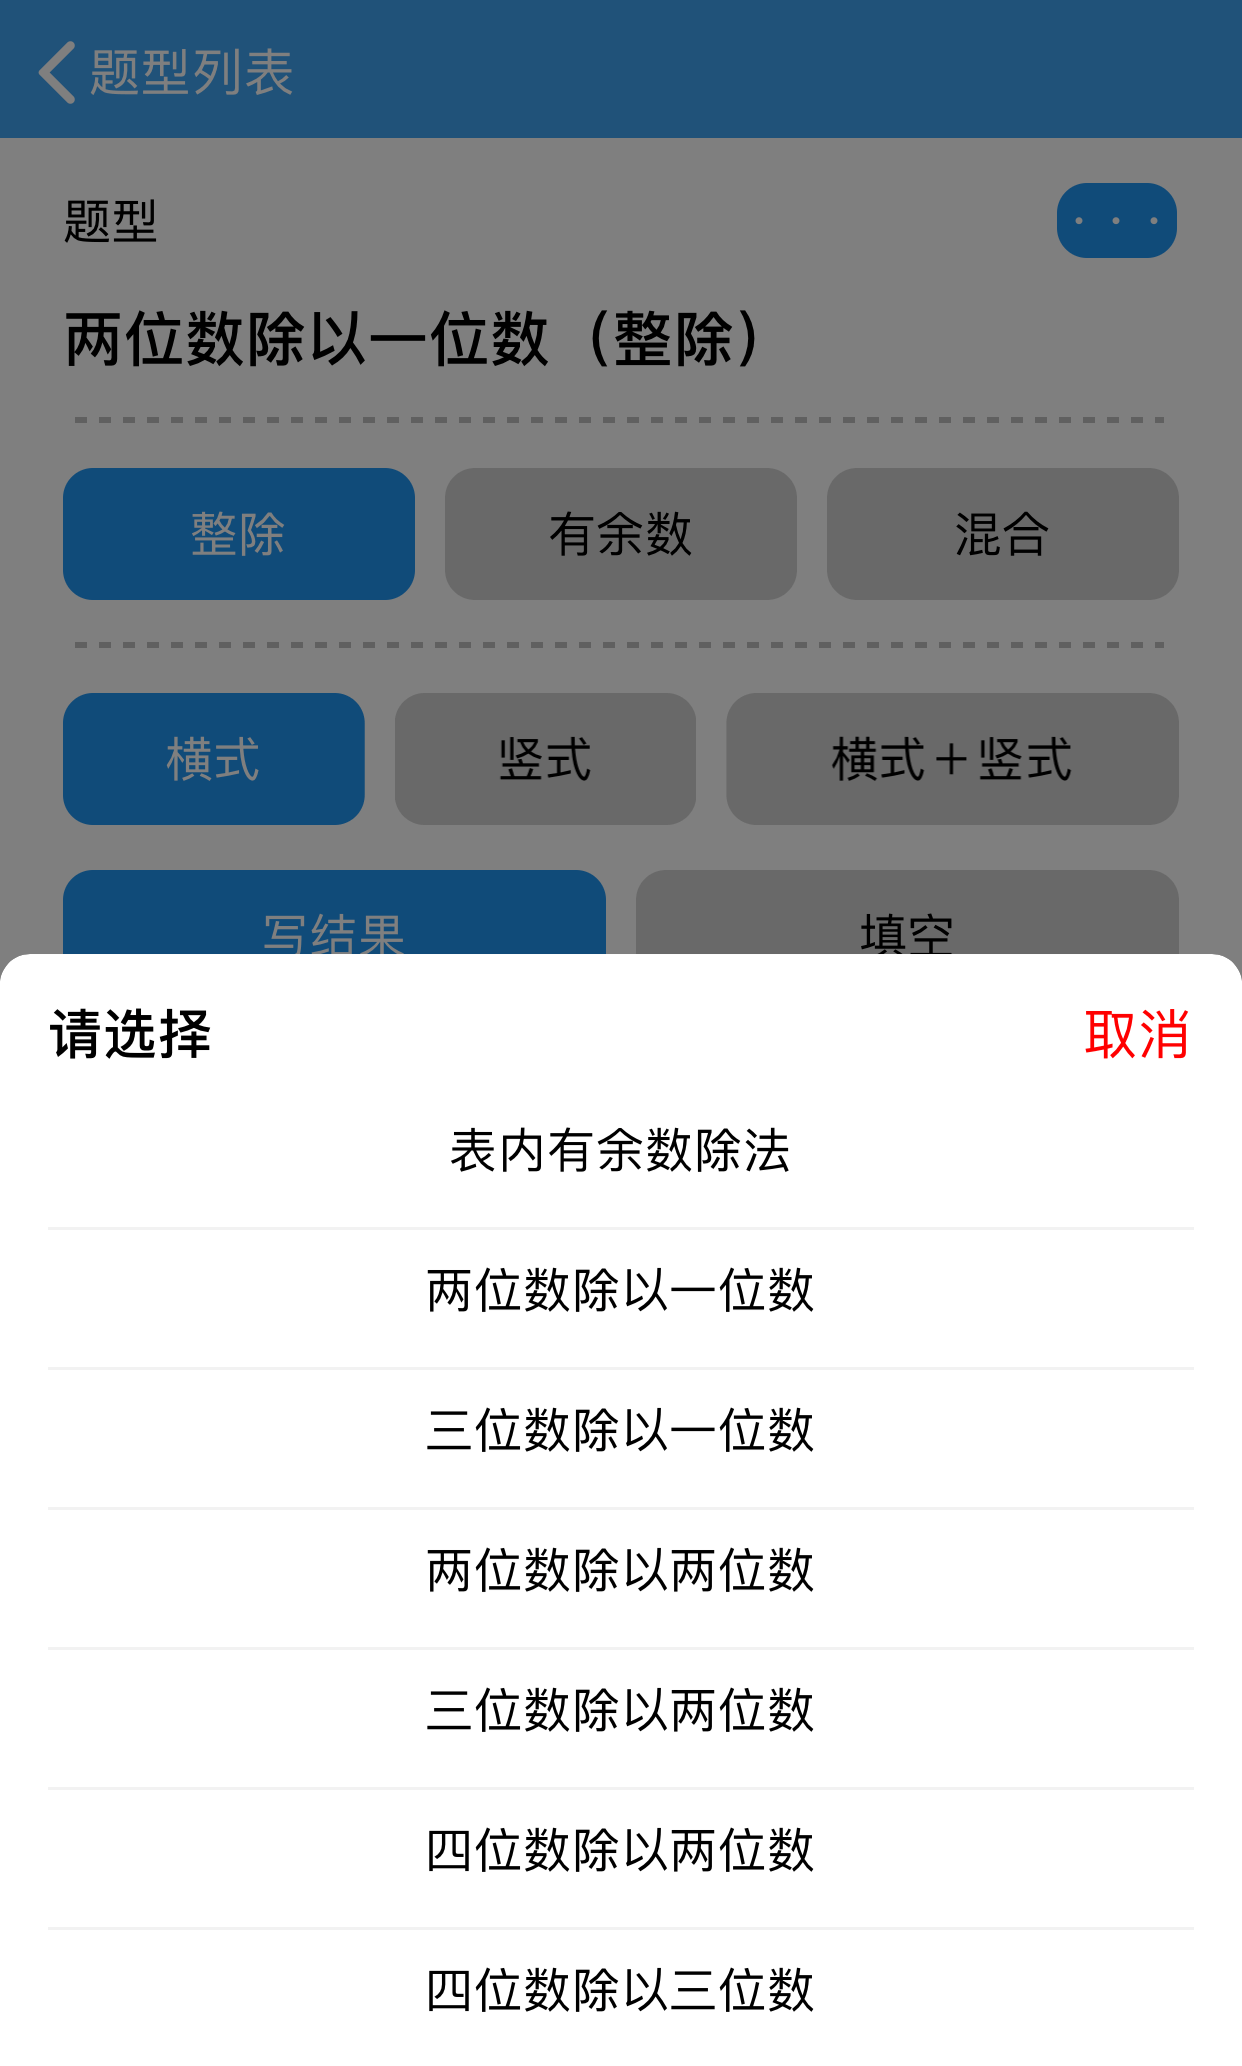 题型列表
题型
两位数除以一位数（整除）
整除 有余数 混合
横式 竖式 横式＋竖式
写结果 填空
请选择 取消
表内有余数除法
两位数除以一位数
三位数除以一位数
两位数除以两位数
三位数除以两位数
四位数除以两位数
四位数除以三位数